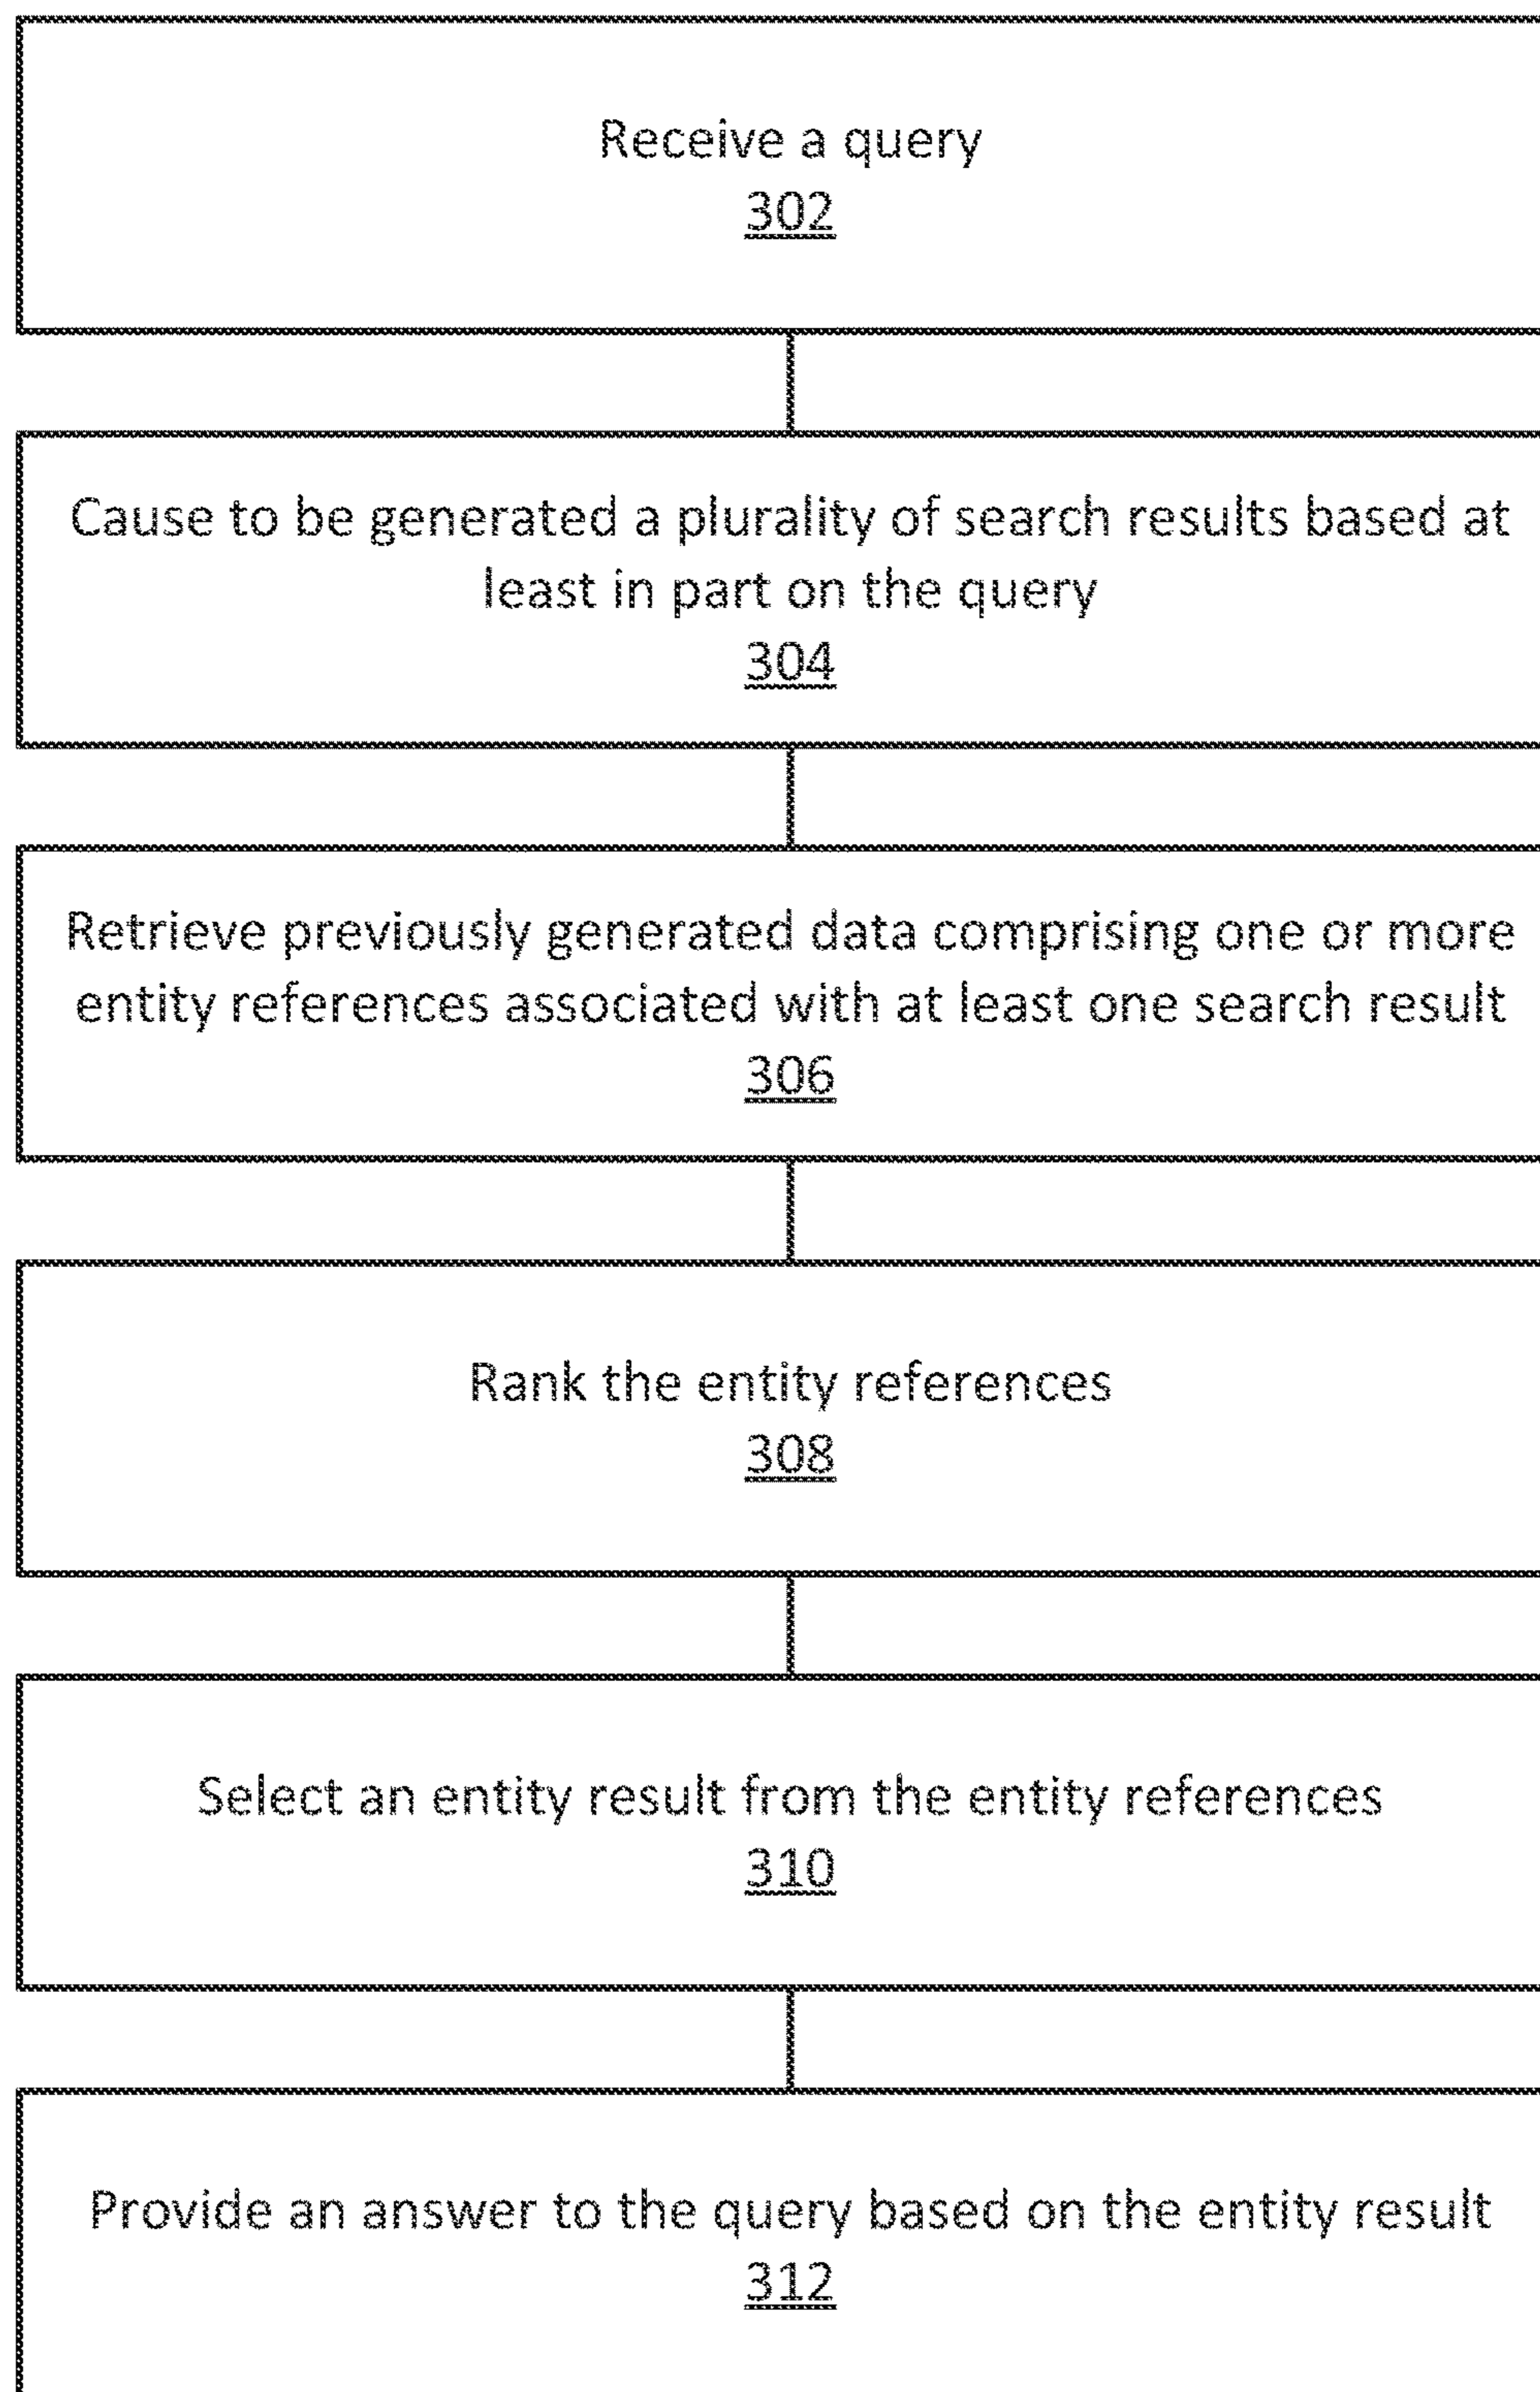 Receive a query
302
Cause to be generated a plurality of search results based at
least in part on the query
304
Retrieve previously generated data comprising one or more
entity references associated with at least one search result
306
Rank the entity references
308
Select an entity result from the entity references
310
Provide an answer to the query based on the entity result
312